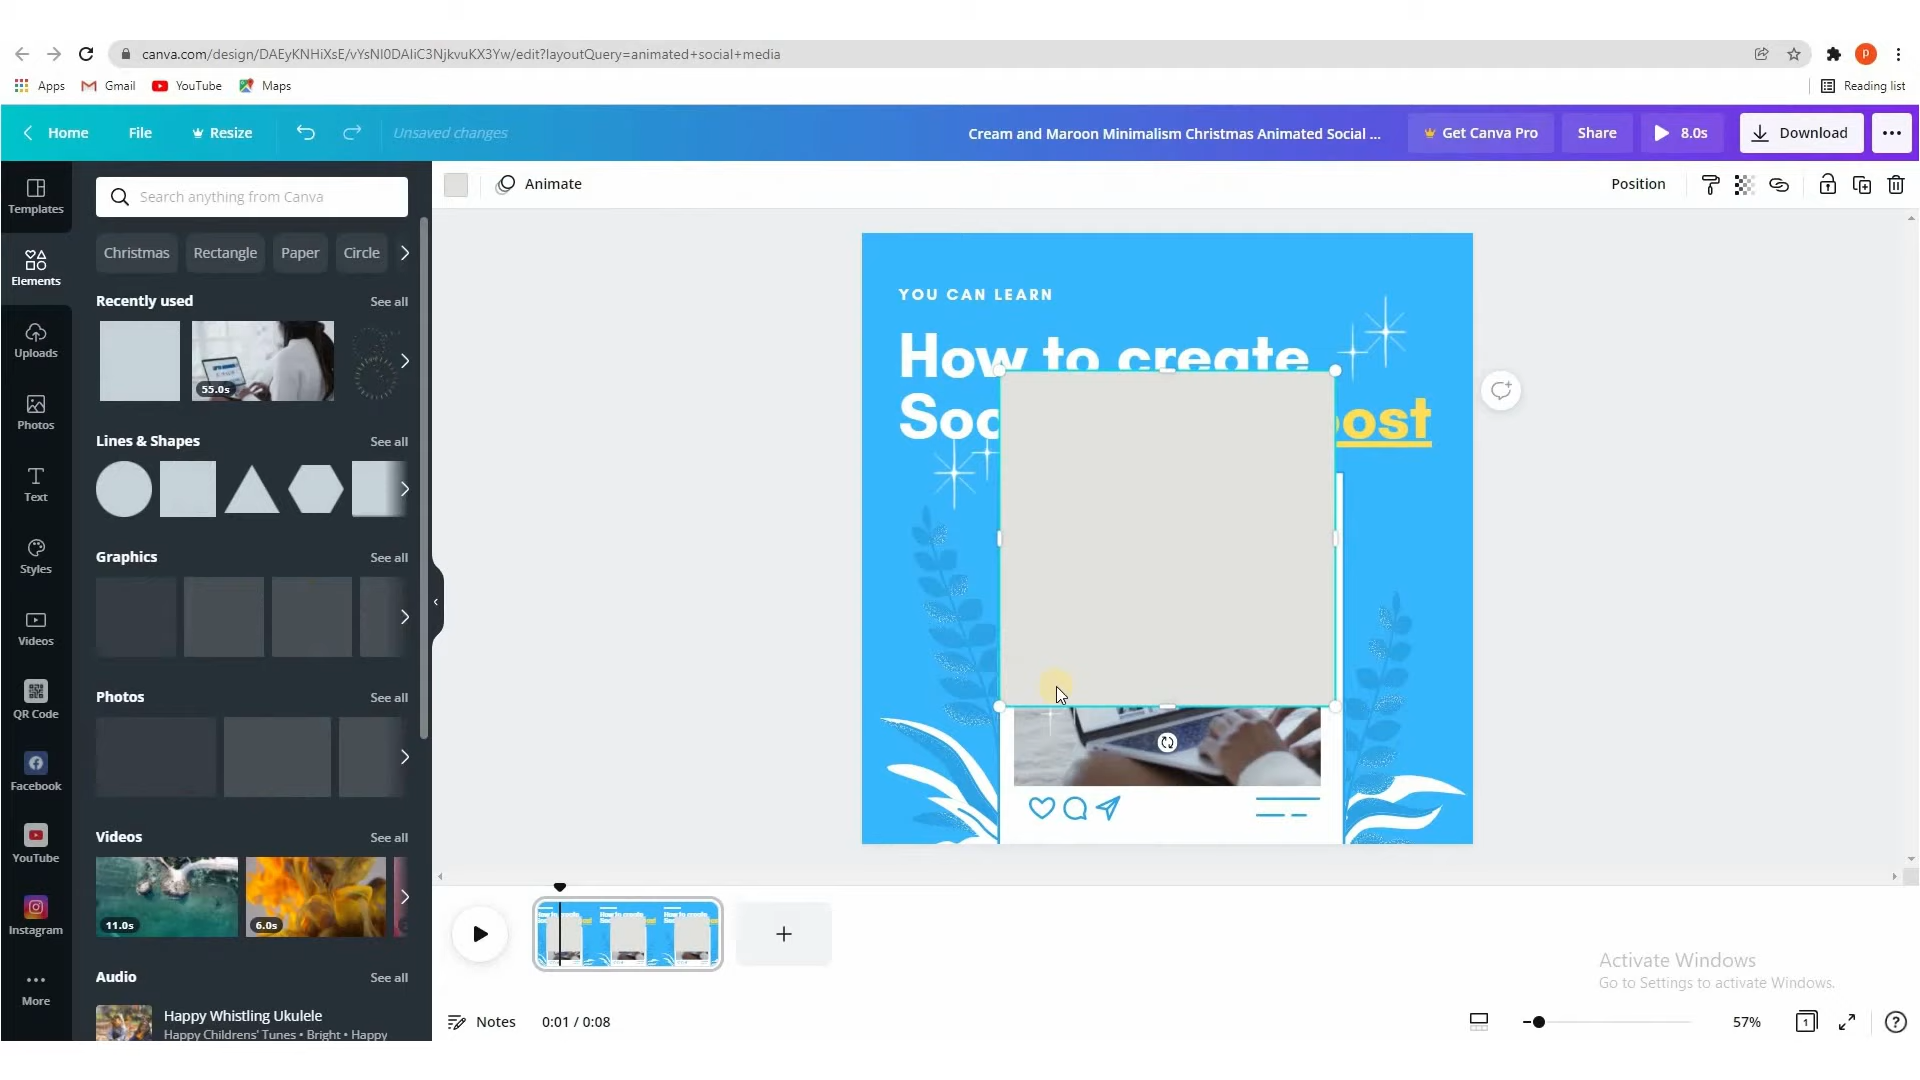 canva.com/design/DAEyKNHiXsE/vYsNI0DAIiC3NjkvuKX3Yw/edit?layoutQuery=animated+social+media
P
Apps
Gmail
YouTube
Maps
Reading list
Home
File
Resize
Unsaved changes
Cream and Maroon Minimalism Christmas Animated Social ...
Get Canva Pro
Share
8.0s
Download
Templates
Elements
Uploads
Photos
Text
Styles
Videos
QR Code
Facebook
YouTube
Instagram
More
Search anything from Canva
Christmas
Rectangle
Paper
Circle
Recently used
See all
55.0s
Lines & Shapes
See all
Graphics
See all
Photos
See all
Videos
See all
11.0s
6.0s
Audio
See all
Happy Whistling Ukulele
Happy Childrens' Tunes • Bright • Happy
Animate
Position
YOU CAN LEARN
How to create
Soc
ost
Activate Windows
Go to Settings to activate Windows.
Notes
0:01 / 0:08
57%
1